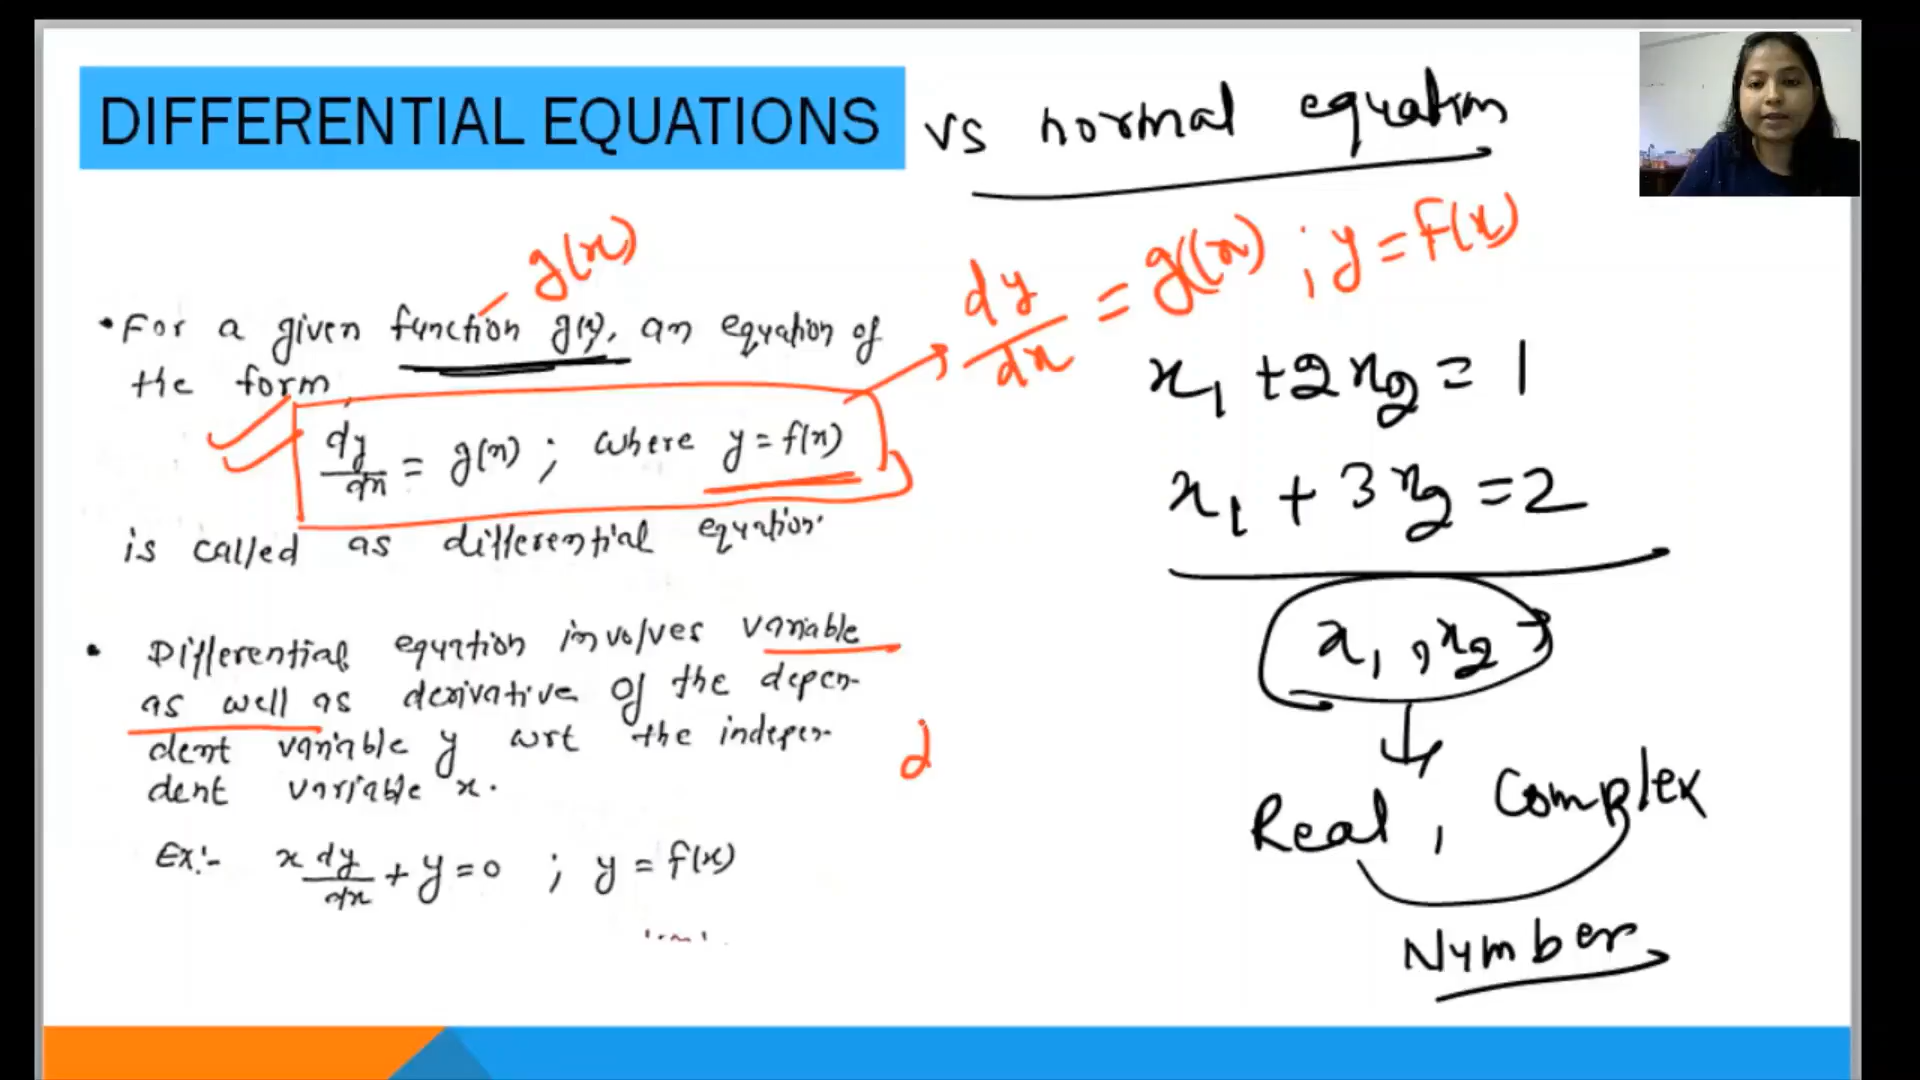 DIFFERENTIAL EQUATIONS vs normal equation
g(x)
dy/dx = g(x) ; y = f(x)
• For a given function g(x), an equation of
the form,
dy/dx = g(x) ; where y = f(x)
is called as differential equation.
• Differential equation involves variable
as well as derivative of the depen-
dent variable y wrt the indepen-
dent variable x.
d
Ex:- x dy/dx + y = 0 ; y = f(x)
x₁ + 2x₂ = 1
x₁ + 3x₂ = 2
x₁, x₂
Real, Complex
Number